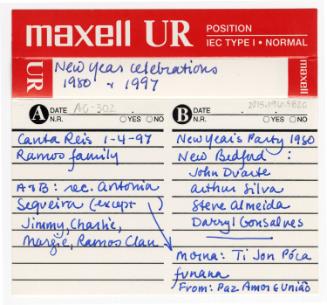 maxell UR POSITION
IEC TYPE I • NORMAL
UR
New Year Celebrations
1980 + 1997
maxell
A DATE AG-302
N.R. YES NO
Canta Reis 1-4-97
Ramos family
A+B: rec. Antonia
Sequeira (except
Jimmy, Charlie,
Margie, Ramos Clan
B DATE
N.R. YES NO
New Year's Party 1980
New Bedford :
John Duarte
Arthur Silva
Steve Almeida
Darryl Gonsalves
morna: Ti Jon Póca
funana
From: Paz Amor e União